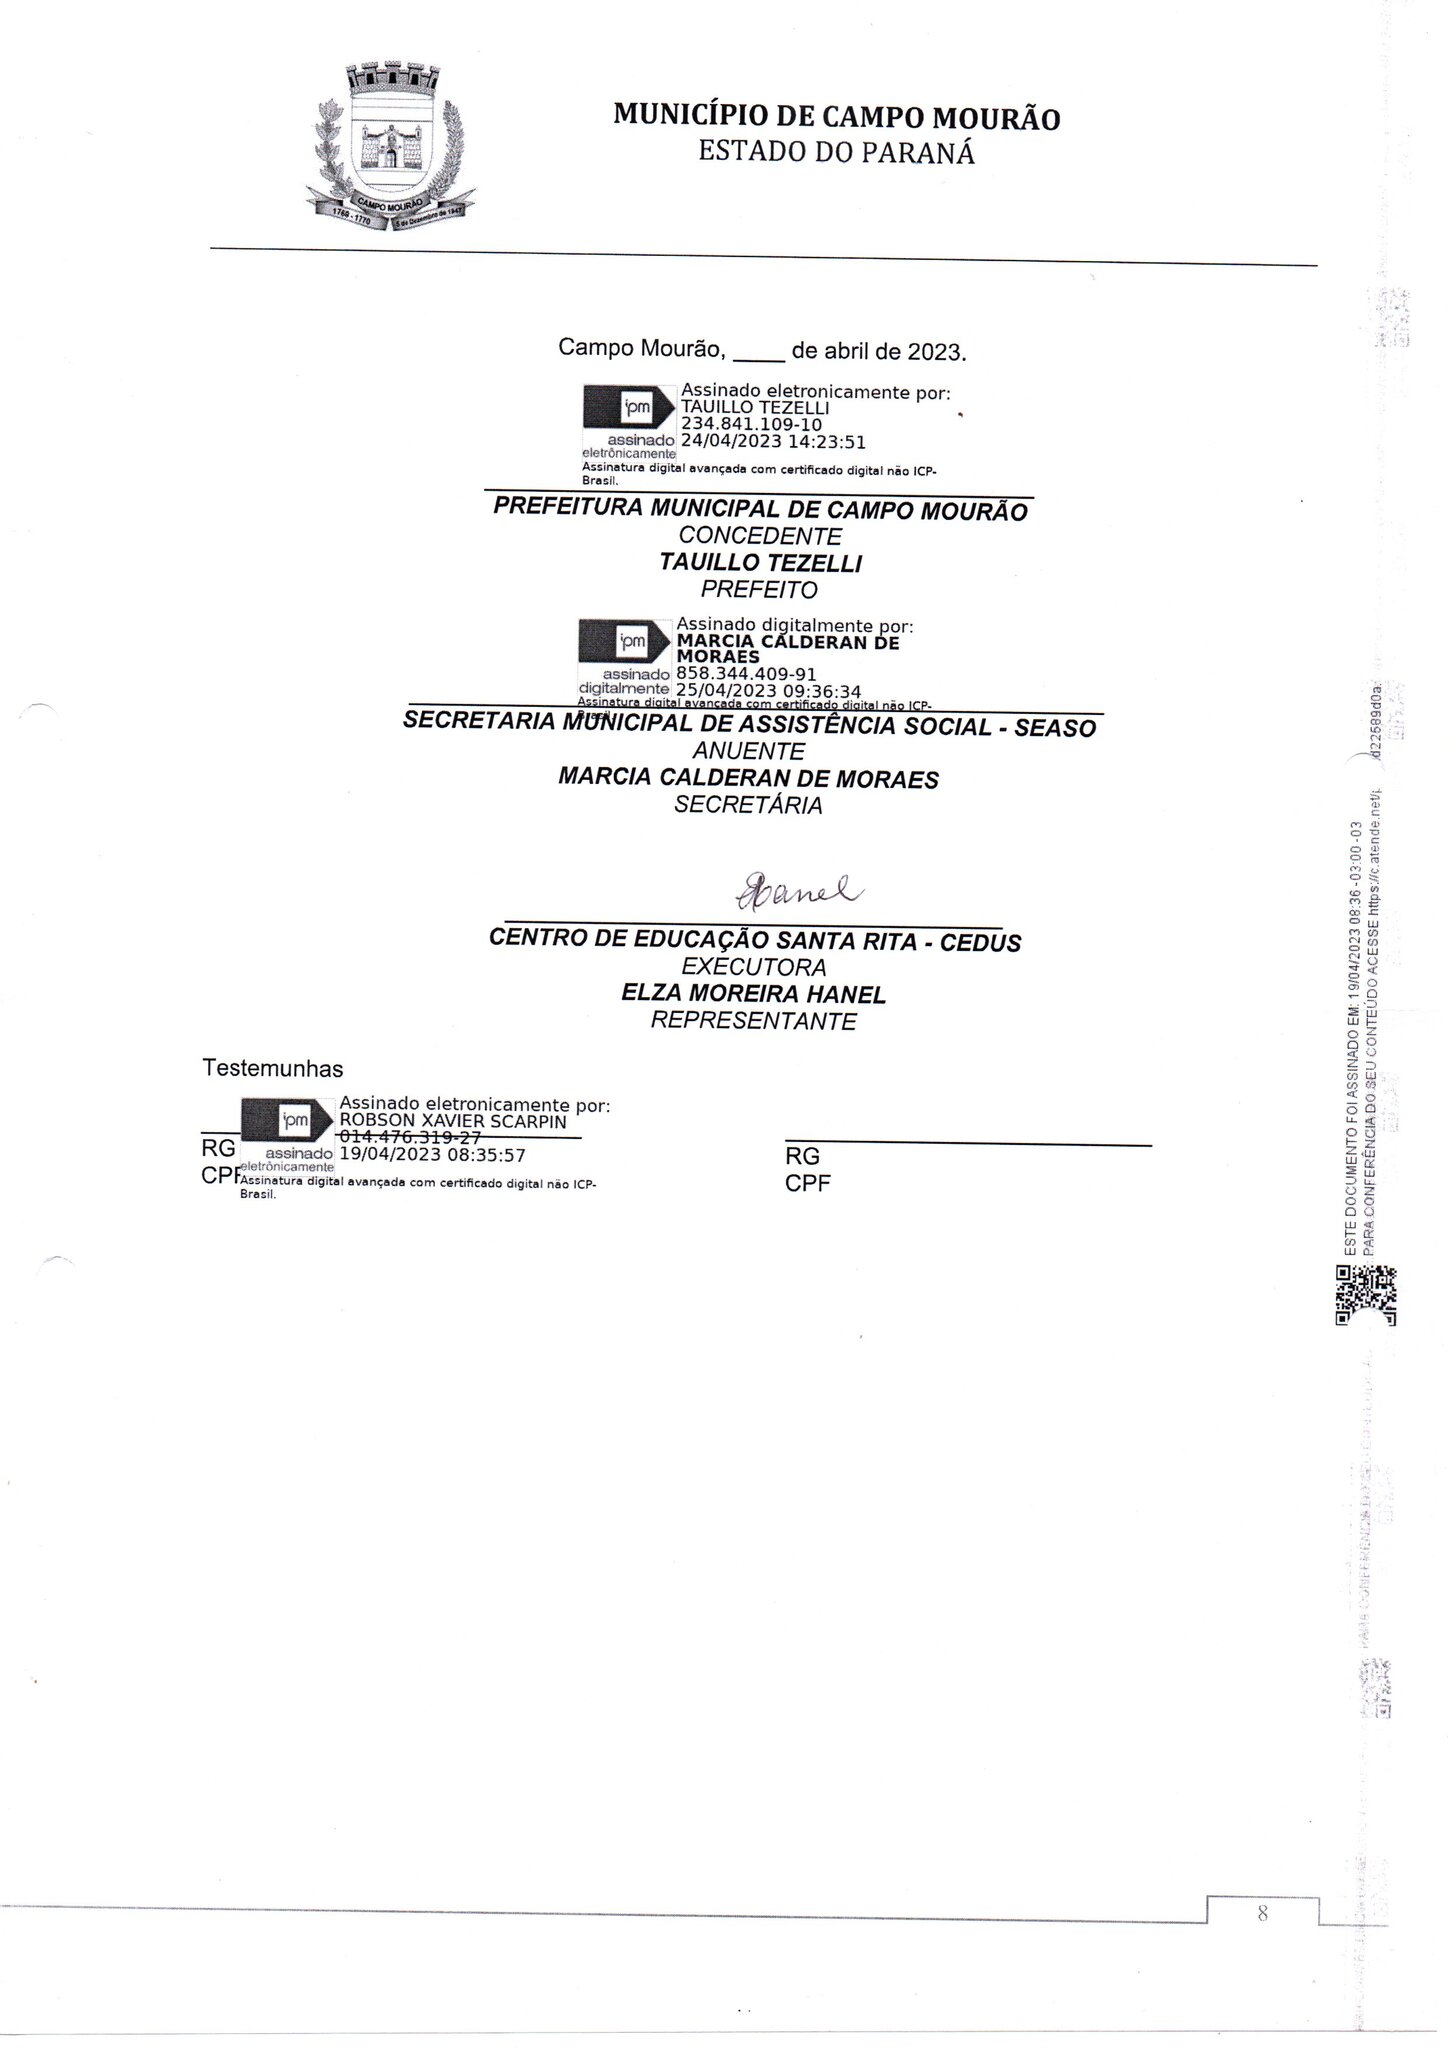 MUNICÍPIO DE CAMPO MOURÃO
ESTADO DO PARANÁ
CAMPO MOURÃO
1769 - 1770
5 de Dezembro de 1947
Campo Mourão, ____ de abril de 2023.
ipm
assinado
eletrônicamente
Assinado eletronicamente por:
TAUILLO TEZELLI
234.841.109-10
24/04/2023 14:23:51
Assinatura digital avançada com certificado digital não ICP-
Brasil.
PREFEITURA MUNICIPAL DE CAMPO MOURÃO
CONCEDENTE
TAUILLO TEZELLI
PREFEITO
ipm
assinado
digitalmente
Assinado digitalmente por:
MARCIA CALDERAN DE
MORAES
858.344.409-91
25/04/2023 09:36:34
Assinatura digital avançada com certificado digital não ICP-
Brasil.
SECRETARIA MUNICIPAL DE ASSISTÊNCIA SOCIAL - SEASO
ANUENTE
MARCIA CALDERAN DE MORAES
SECRETÁRIA
CENTRO DE EDUCAÇÃO SANTA RITA - CEDUS
EXECUTORA
ELZA MOREIRA HANEL
REPRESENTANTE
Testemunhas
ipm
assinado
eletrônicamente
Assinado eletronicamente por:
ROBSON XAVIER SCARPIN
014.476.319-27
19/04/2023 08:35:57
Assinatura digital avançada com certificado digital não ICP-
Brasil.
RG
CPF
RG
CPF
ESTE DOCUMENTO FOI ASSINADO EM: 19/04/2023 08:36 -03:00 -03
PARA CONFERÊNCIA DO SEU CONTEÚDO ACESSE https://c.atende.net/
8